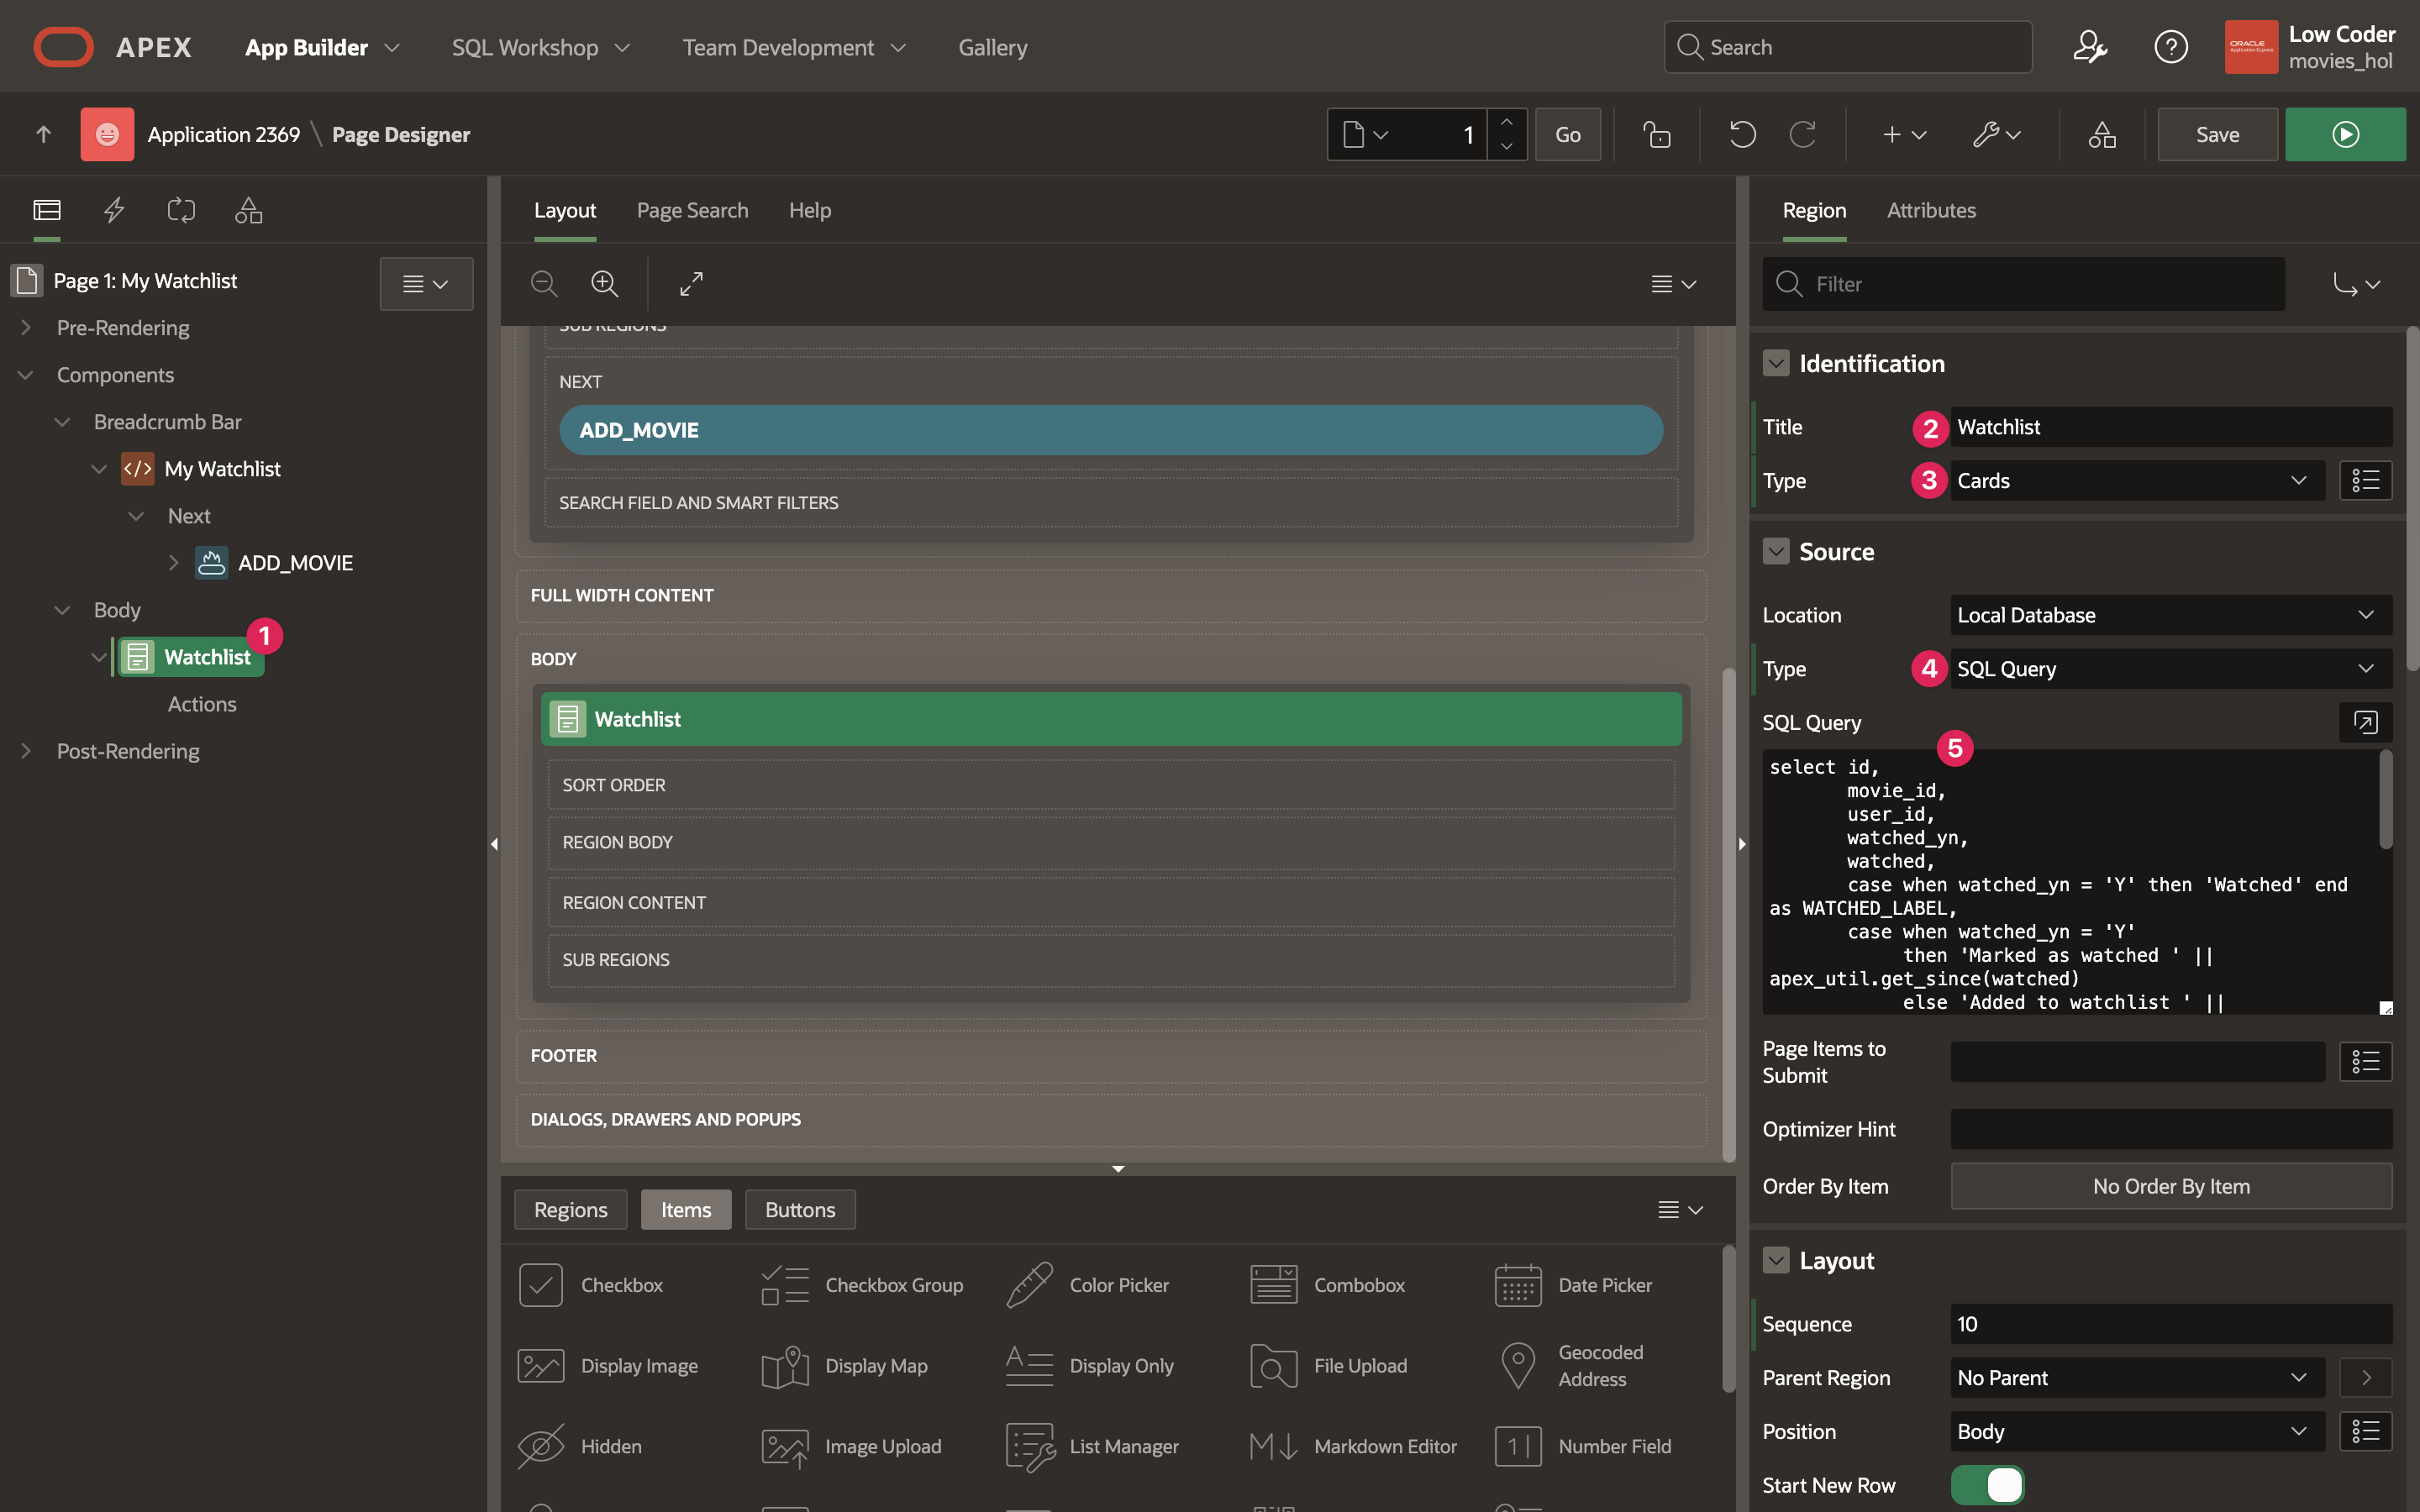 APEX
App Builder
SQL Workshop
Team Development
Gallery
Search
ORACLE
Application Express
Low Coder
movies_hol
Application 2369 \ Page Designer
1
Go
Save
Page 1: My Watchlist
Pre-Rendering
Components
Breadcrumb Bar
</> My Watchlist
Next
ADD_MOVIE
Body
Watchlist
1
Actions
Post-Rendering
Layout
Page Search
Help
SUB REGIONS
NEXT
ADD_MOVIE
SEARCH FIELD AND SMART FILTERS
FULL WIDTH CONTENT
BODY
Watchlist
SORT ORDER
REGION BODY
REGION CONTENT
SUB REGIONS
FOOTER
DIALOGS, DRAWERS AND POPUPS
Regions
Items
Buttons
Checkbox
Checkbox Group
Color Picker
Combobox
Date Picker
Display Image
Display Map
Display Only
File Upload
Geocoded
Address
Hidden
Image Upload
List Manager
Markdown Editor
Number Field
Region
Attributes
Filter
Identification
Title
2
Watchlist
Type
3
Cards
Source
Location
Local Database
Type
4
SQL Query
SQL Query
5
select id,
movie_id,
user_id,
watched_yn,
watched,
case when watched_yn = 'Y' then 'Watched' end
as WATCHED_LABEL,
case when watched_yn = 'Y'
then 'Marked as watched ' ||
apex_util.get_since(watched)
else 'Added to watchlist ' ||
Page Items to
Submit
Optimizer Hint
Order By Item
No Order By Item
Layout
Sequence
10
Parent Region
No Parent
Position
Body
Start New Row